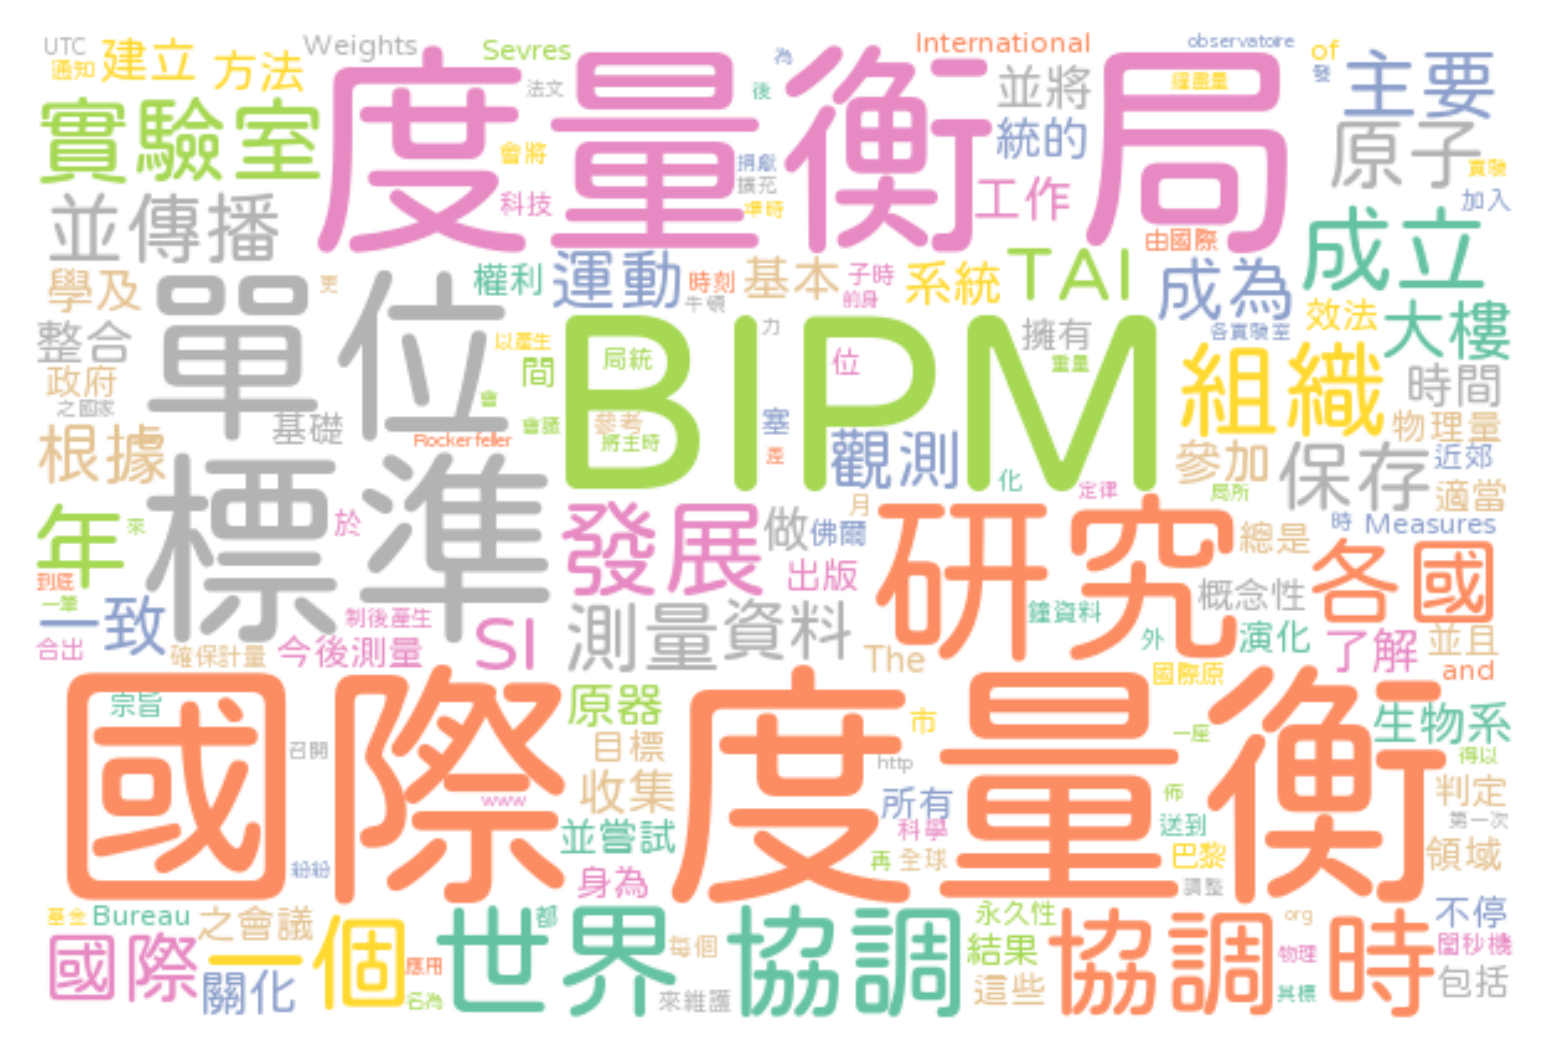 UTC
Weights
Sevres
為
International
observatoire
of
登
主要
通知
建立
方法
法文
後
並將
實驗室
度量衡
局
會將
捐獻
擴充
準時
統的
原子
實驗
並傳播
科技
工作
由國際
加入
成立
學及
更
權利
運動
時刻
基本
子時
前身
系統
TAI
成為
牛頓
單位
整合
以產生
BIPM
局統
力
擁有
各實驗室
效法
大樓
政府
間
位
重量
組織
時間
之國家
會
基礎
Rockerfeller
會議
參考
將主時
塞
差
觀測
物理量
根據
參加
保存
近郊
標準
化
定律
局所
適當
年
來
於
發展
月
做
佛爾
研究
總是
時
Measures
到底
一筆
一致
出版
概念性
各國
制後產生
SI
測量資料
鐘資料
合出
確保計量
今後測量
The
外
演化
了解
並且
國際原
and
國際
度量衡
宗旨
原器
市
一座
生物系
召開
目標
http
得以
www
收集
所有
佈
判定
並嘗試
科學
送到
第一次
紛紛
再
全球
巴黎
領域
身為
調整
基金
Bureau
之會議
一個
世界
都
協調
永久性
協調時
org
不停
國際
每個
結果
物理
閏秒機
關化
應用
名為
來維護
這些
其標
包括